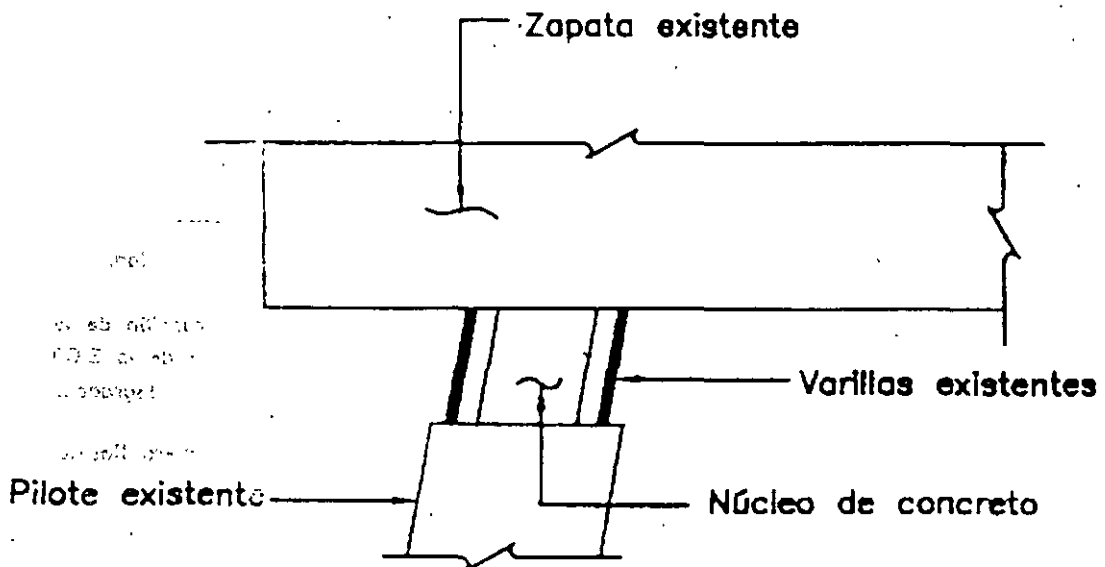 Zapata existente
Varillas existentes
Pilote existente
Núcleo de concreto